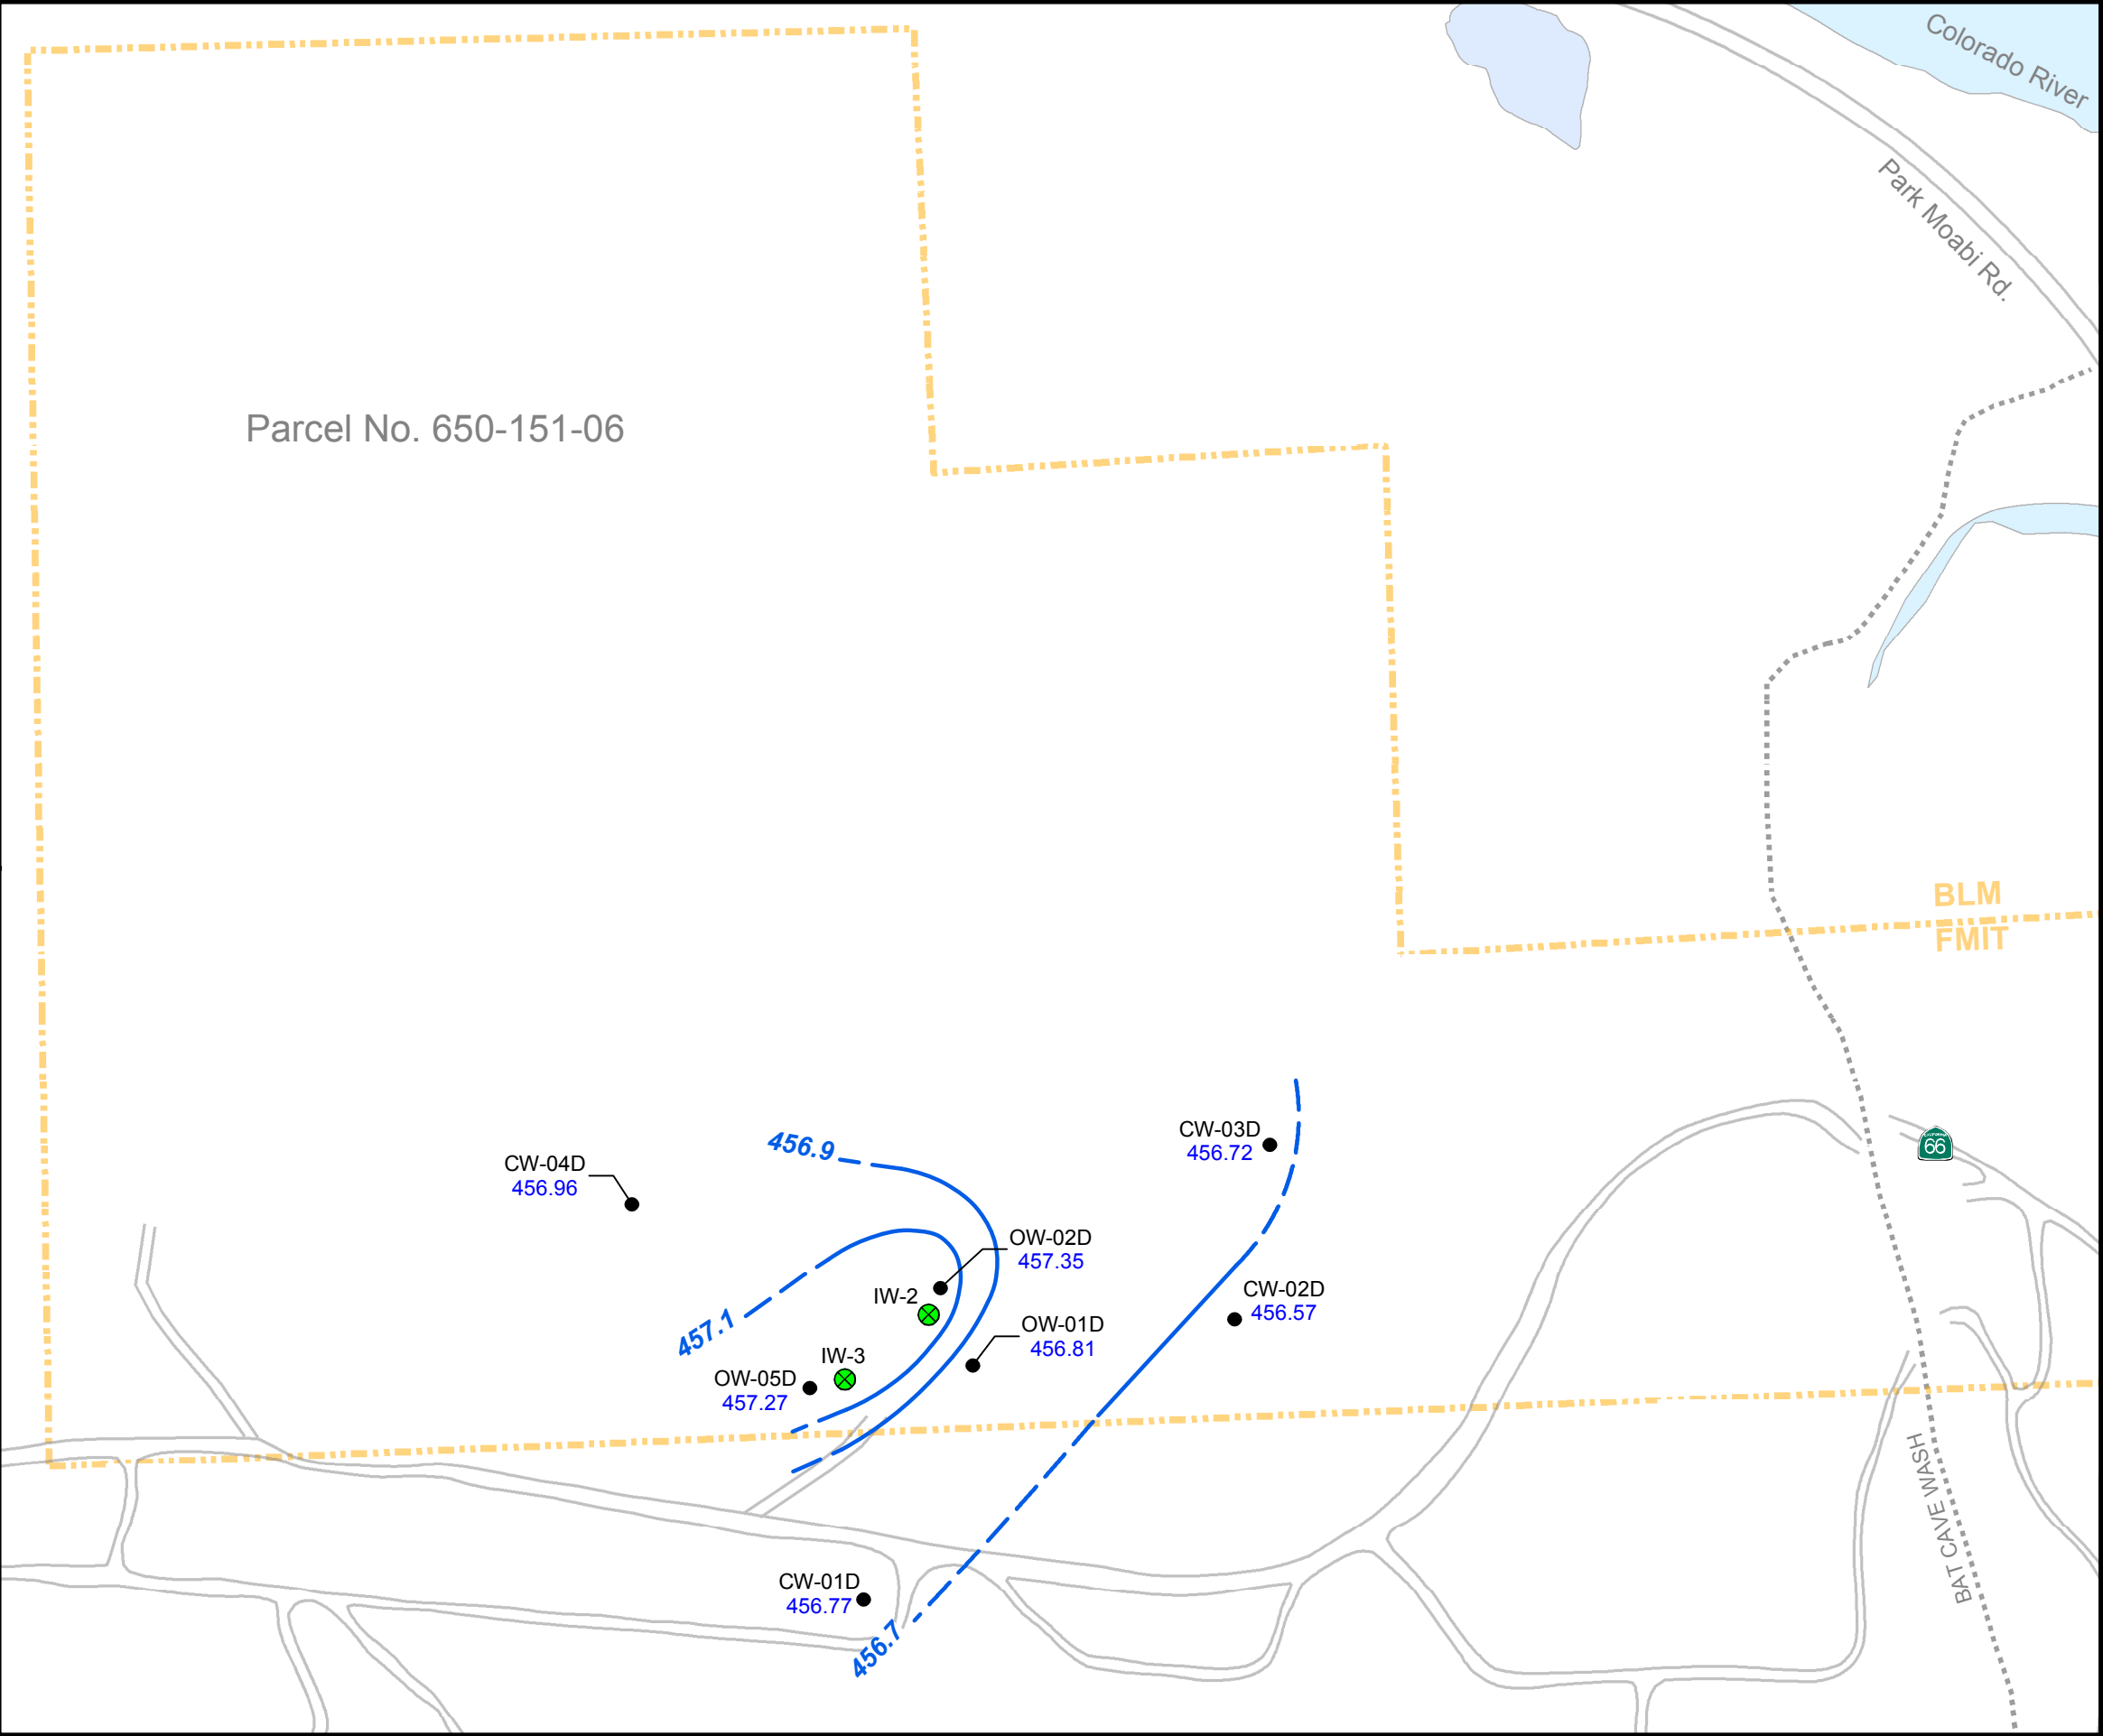 Colorado River
Park Moabi Rd.
Parcel No. 650-151-06
BLM
FMIT
CW-03D
456.72
66
456.9
CW-04D
456.96
OW-02D
457.35
IW-2
CW-02D
456.57
457.1
OW-01D
456.81
IW-3
OW-05D
457.27
BAT CAVE WASH
CW-01D
456.77
456.7